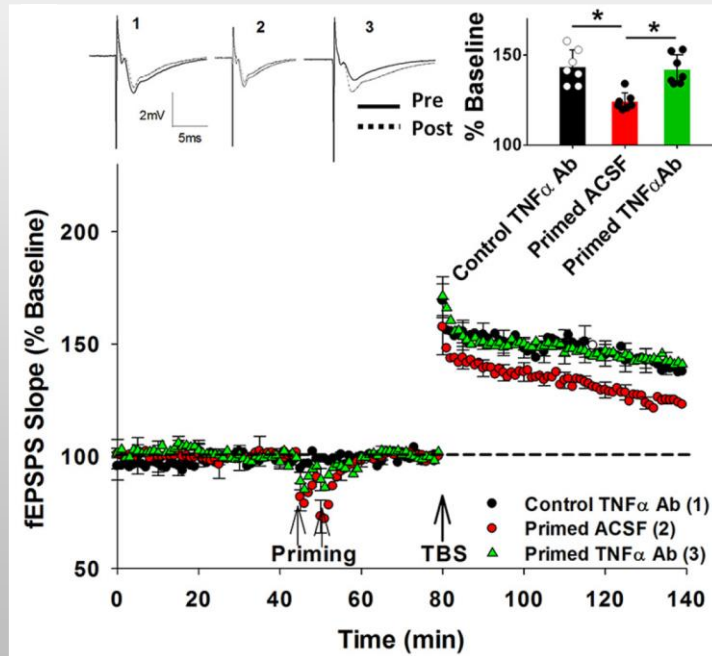 1
2
3
2mV
5ms
Pre
Post
% Baseline
150
100
*
*
Control TNFα Ab
Primed ACSF
Primed TNFαAb
fEPSPS Slope (% Baseline)
200
150
100
50
Priming
TBS
Control TNFα Ab (1)
Primed ACSF (2)
Primed TNFα Ab (3)
0
20
40
60
80
100
120
140
Time (min)